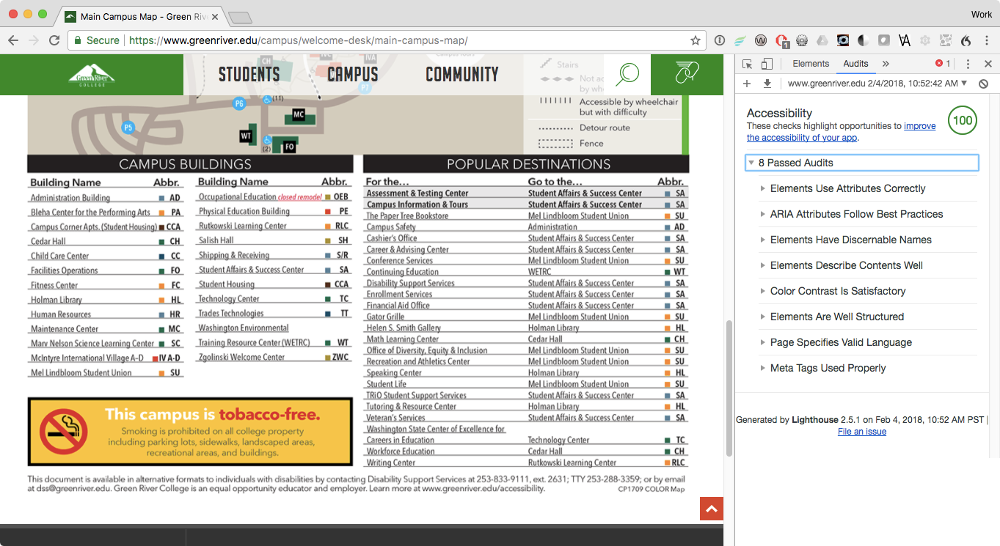 Main Campus Map - Green Riv
Work
Secure
https://www.greenriver.edu/campus/welcome-desk/main-campus-map/
1
Green River
COLLEGE
STUDENTS
CAMPUS
COMMUNITY
CH
IVA
P7
P6
(11)
MC
P5
WT
(2)
FO
Stairs
Not ac
by wh
Accessible by wheelchair
but with difficulty
Detour route
Fence
CAMPUS BUILDINGS
Building Name Abbr.
Administration Building AD
Bleha Center for the Performing Arts PA
Campus Corner Apts. (Student Housing) CCA
Cedar Hall CH
Child Care Center CC
Facilities Operations FO
Fitness Center FC
Holman Library HL
Human Resources HR
Maintenance Center MC
Marv Nelson Science Learning Center SC
McIntyre International Village A–D IV A-D
Mel Lindbloom Student Union SU
Building Name Abbr.
Occupational Education closed remodel OEB
Physical Education Building PE
Rutkowski Learning Center RLC
Salish Hall SH
Shipping & Receiving S/R
Student Affairs & Success Center SA
Student Housing CCA
Technology Center TC
Trades Technologies TT
Washington Environmental
Training Resource Center (WETRC) WT
Zgolinski Welcome Center ZWC
POPULAR DESTINATIONS
For the... Go to the... Abbr.
Assessment & Testing Center Student Affairs & Success Center SA
Campus Information & Tours Student Affairs & Success Center SA
The Paper Tree Bookstore Mel Lindbloom Student Union SU
Campus Safety Administration AD
Cashier's Office Student Affairs & Success Center SA
Career & Advising Center Student Affairs & Success Center SA
Conference Services Mel Lindbloom Student Union SU
Continuing Education WETRC WT
Disability Support Services Student Affairs & Success Center SA
Enrollment Services Student Affairs & Success Center SA
Financial Aid Office Student Affairs & Success Center SA
Gator Grille Mel Lindbloom Student Union SU
Helen S. Smith Gallery Holman Library HL
Math Learning Center Cedar Hall CH
Office of Diversity, Equity & Inclusion Mel Lindbloom Student Union SU
Recreation and Athletics Center Mel Lindbloom Student Union SU
Speaking Center Holman Library HL
Student Life Mel Lindbloom Student Union SU
TRiO Student Support Services Student Affairs & Success Center SA
Tutoring & Resource Center Holman Library HL
Veteran's Services Student Affairs & Success Center SA
Washington State Center of Excellence for
Careers in Education Technology Center TC
Workforce Education Cedar Hall CH
Writing Center Rutkowski Learning Center RLC
This campus is tobacco-free.
Smoking is prohibited on all college property
including parking lots, sidewalks, landscaped areas,
recreational areas, and buildings.
This document is available in alternative formats to individuals with disabilities by contacting Disability Support Services at 253-833-9111, ext. 2631; TTY 253-288-3359; or by email
at dss@greenriver.edu. Green River College is an equal opportunity educator and employer. Learn more at www.greenriver.edu/accessibility. CP1709 COLOR Map
Elements Audits » 1
www.greenriver.edu 2/4/2018, 10:52:42 AM
Accessibility
These checks highlight opportunities to improve
the accessibility of your app.
100
8 Passed Audits
Elements Use Attributes Correctly
ARIA Attributes Follow Best Practices
Elements Have Discernable Names
Elements Describe Contents Well
Color Contrast Is Satisfactory
Elements Are Well Structured
Page Specifies Valid Language
Meta Tags Used Properly
Generated by Lighthouse 2.5.1 on Feb 4, 2018, 10:52 AM PST |
File an issue